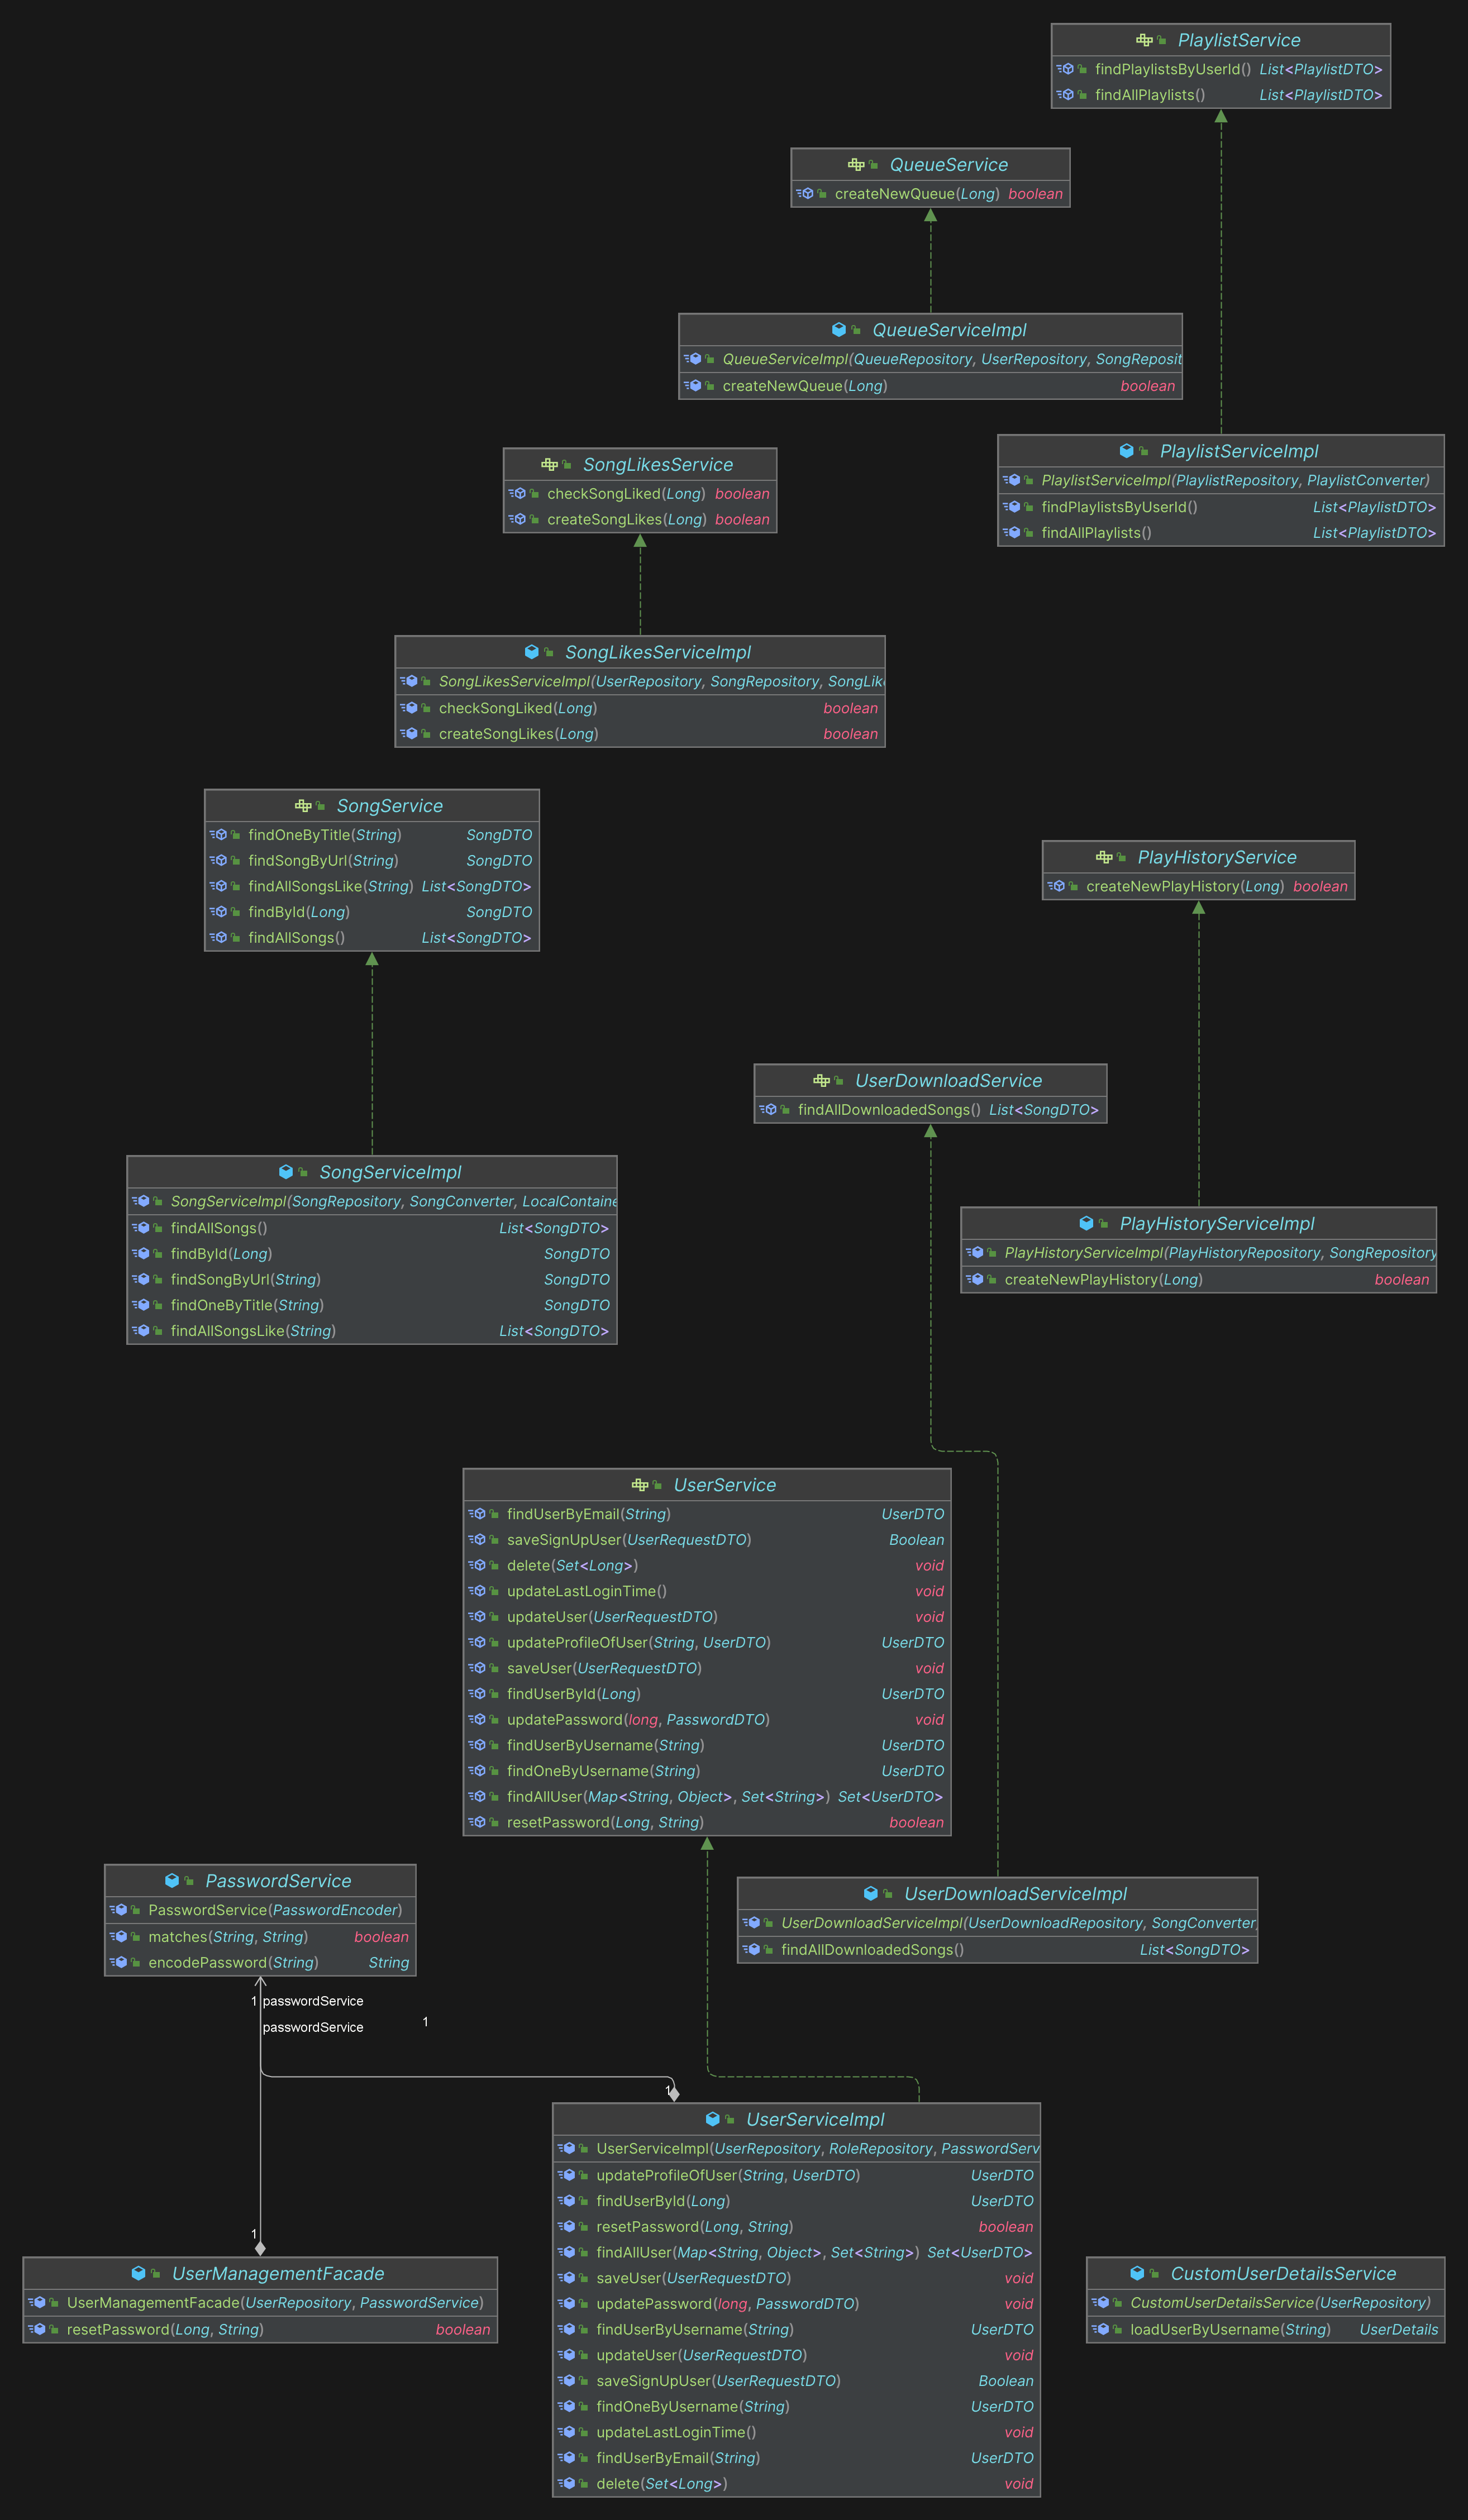 PlaylistService
findPlaylistsByUserId() List<PlaylistDTO>
findAllPlaylists() List<PlaylistDTO>
QueueService
createNewQueue(Long) boolean
QueueServiceImpl
QueueServiceImpl(QueueRepository, UserRepository, SongReposit
createNewQueue(Long) boolean
PlaylistServiceImpl
PlaylistServiceImpl(PlaylistRepository, PlaylistConverter)
findPlaylistsByUserId() List<PlaylistDTO>
findAllPlaylists() List<PlaylistDTO>
SongLikesService
checkSongLiked(Long) boolean
createSongLikes(Long) boolean
SongLikesServiceImpl
SongLikesServiceImpl(UserRepository, SongRepository, SongLik
checkSongLiked(Long) boolean
createSongLikes(Long) boolean
SongService
findOneByTitle(String) SongDTO
findSongByUrl(String) SongDTO
findAllSongsLike(String) List<SongDTO>
findById(Long) SongDTO
findAllSongs() List<SongDTO>
PlayHistoryService
createNewPlayHistory(Long) boolean
UserDownloadService
findAllDownloadedSongs() List<SongDTO>
SongServiceImpl
SongServiceImpl(SongRepository, SongConverter, LocalContaine
findAllSongs() List<SongDTO>
findById(Long) SongDTO
findSongByUrl(String) SongDTO
findOneByTitle(String) SongDTO
findAllSongsLike(String) List<SongDTO>
PlayHistoryServiceImpl
PlayHistoryServiceImpl(PlayHistoryRepository, SongRepository
createNewPlayHistory(Long) boolean
UserService
findUserByEmail(String) UserDTO
saveSignUpUser(UserRequestDTO) Boolean
delete(Set<Long>) void
updateLastLoginTime() void
updateUser(UserRequestDTO) void
updateProfileOfUser(String, UserDTO) UserDTO
saveUser(UserRequestDTO) void
findUserById(Long) UserDTO
updatePassword(long, PasswordDTO) void
findUserByUsername(String) UserDTO
findOneByUsername(String) UserDTO
findAllUser(Map<String, Object>, Set<String>) Set<UserDTO>
resetPassword(Long, String) boolean
PasswordService
PasswordService(PasswordEncoder)
matches(String, String) boolean
encodePassword(String) String
UserDownloadServiceImpl
UserDownloadServiceImpl(UserDownloadRepository, SongConverter,
findAllDownloadedSongs() List<SongDTO>
1 passwordService
passwordService 1
1
UserServiceImpl
UserServiceImpl(UserRepository, RoleRepository, PasswordServ
updateProfileOfUser(String, UserDTO) UserDTO
findUserById(Long) UserDTO
resetPassword(Long, String) boolean
findAllUser(Map<String, Object>, Set<String>) Set<UserDTO>
saveUser(UserRequestDTO) void
updatePassword(long, PasswordDTO) void
findUserByUsername(String) UserDTO
updateUser(UserRequestDTO) void
saveSignUpUser(UserRequestDTO) Boolean
findOneByUsername(String) UserDTO
updateLastLoginTime() void
findUserByEmail(String) UserDTO
delete(Set<Long>) void
1
UserManagementFacade
UserManagementFacade(UserRepository, PasswordService)
resetPassword(Long, String) boolean
CustomUserDetailsService
CustomUserDetailsService(UserRepository)
loadUserByUsername(String) UserDetails